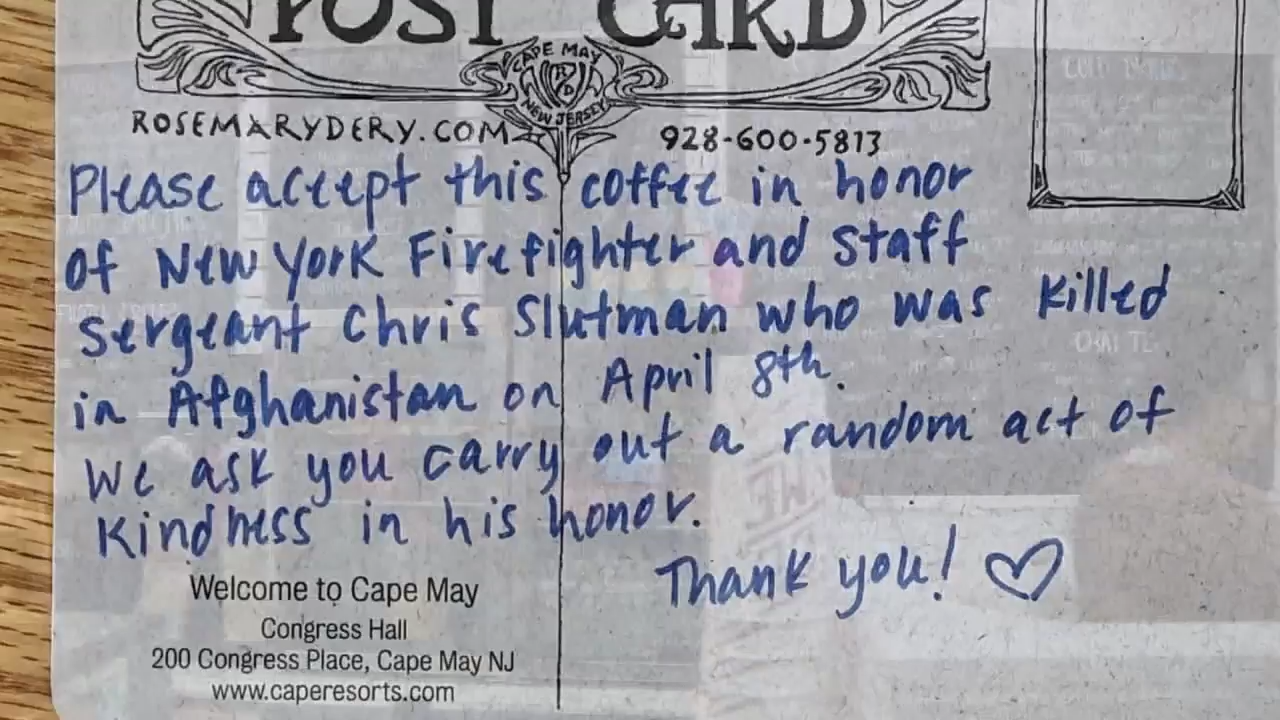 POST CARD
CAPE MAY
NEW JERSEY
ROSEMARYDERY.COM
928-600-5813
Please accept this coffee in honor
of New York Firefighter and Staff
Sergeant Chris Slutman who was killed
in Afghanistan on April 8th.
We ask you carry out a random act of
Kindness in his honor.
Thank you!
Welcome to Cape May
Congress Hall
200 Congress Place, Cape May NJ
www.caperesorts.com